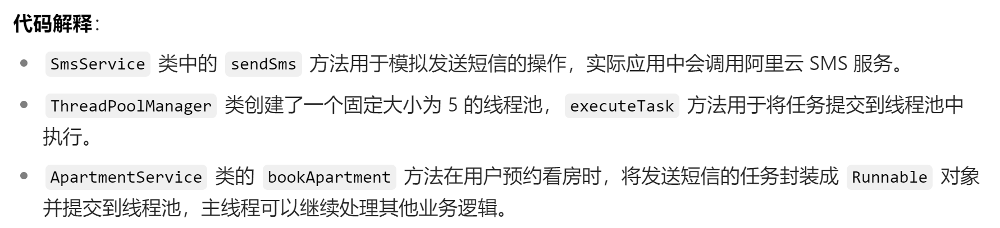 代码解释：
SmsService 类中的 sendSms 方法用于模拟发送短信的操作，实际应用中会调用阿里云 SMS 服务。
ThreadPoolManager 类创建了一个固定大小为 5 的线程池， executeTask 方法用于将任务提交到线程池中
执行。
ApartmentService 类的 bookApartment 方法在用户预约看房时，将发送短信的任务封装成 Runnable 对象
并提交到线程池，主线程可以继续处理其他业务逻辑。